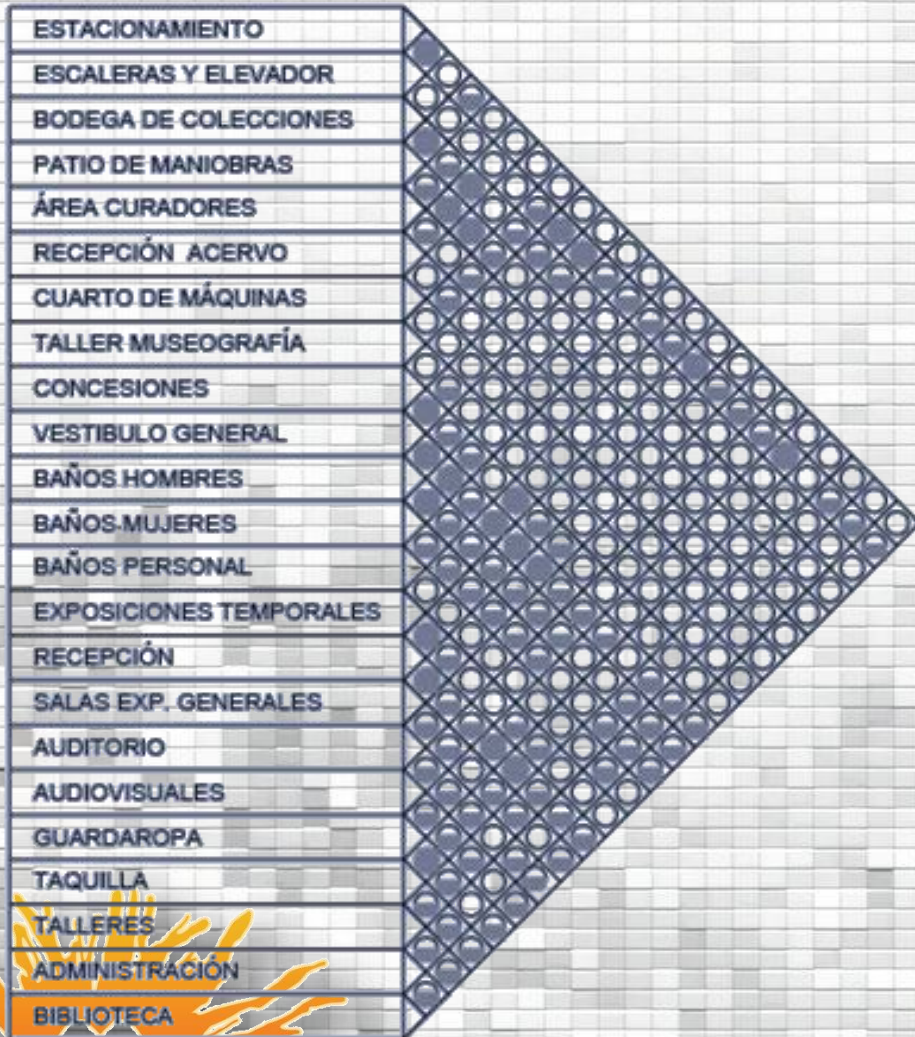 ESTACIONAMIENTO
ESCALERAS Y ELEVADOR
BODEGA DE COLECCIONES
PATIO DE MANIOBRAS
ÁREA CURADORES
RECEPCIÓN ACERVO
CUARTO DE MÁQUINAS
TALLER MUSEOGRAFÍA
CONCESIONES
VESTIBULO GENERAL
BAÑOS HOMBRES
BAÑOS MUJERES
BAÑOS PERSONAL
EXPOSICIONES TEMPORALES
RECEPCIÓN
SALAS EXP. GENERALES
AUDITORIO
AUDIOVISUALES
GUARDAROPA
TAQUILLA
TALLERES
ADMINISTRACIÓN
BIBLIOTECA